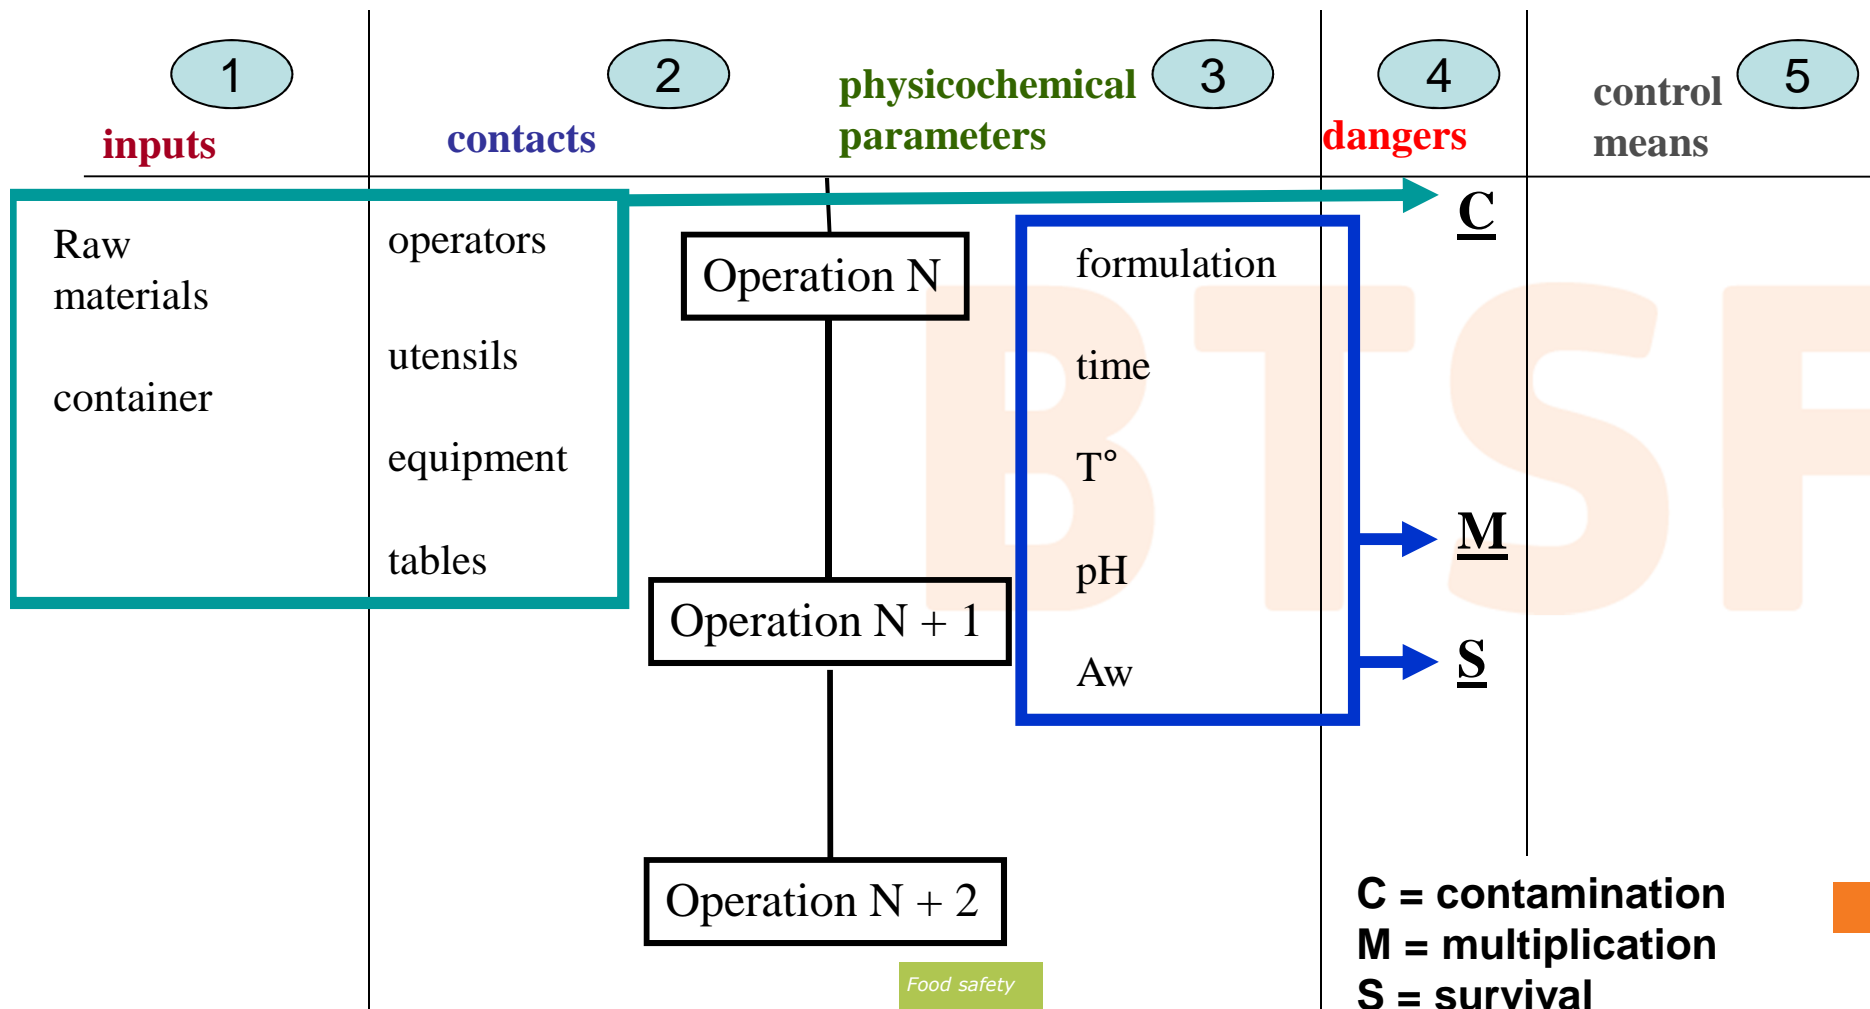 1
2
3
4
5
inputs
contacts
physicochemical
parameters
dangers
control
means
Raw
materials
container
operators
utensils
equipment
tables
Operation N
Operation N + 1
Operation N + 2
formulation
time
T°
pH
Aw
C
M
S
BTSF
C = contamination
M = multiplication
S = survival
Food safety